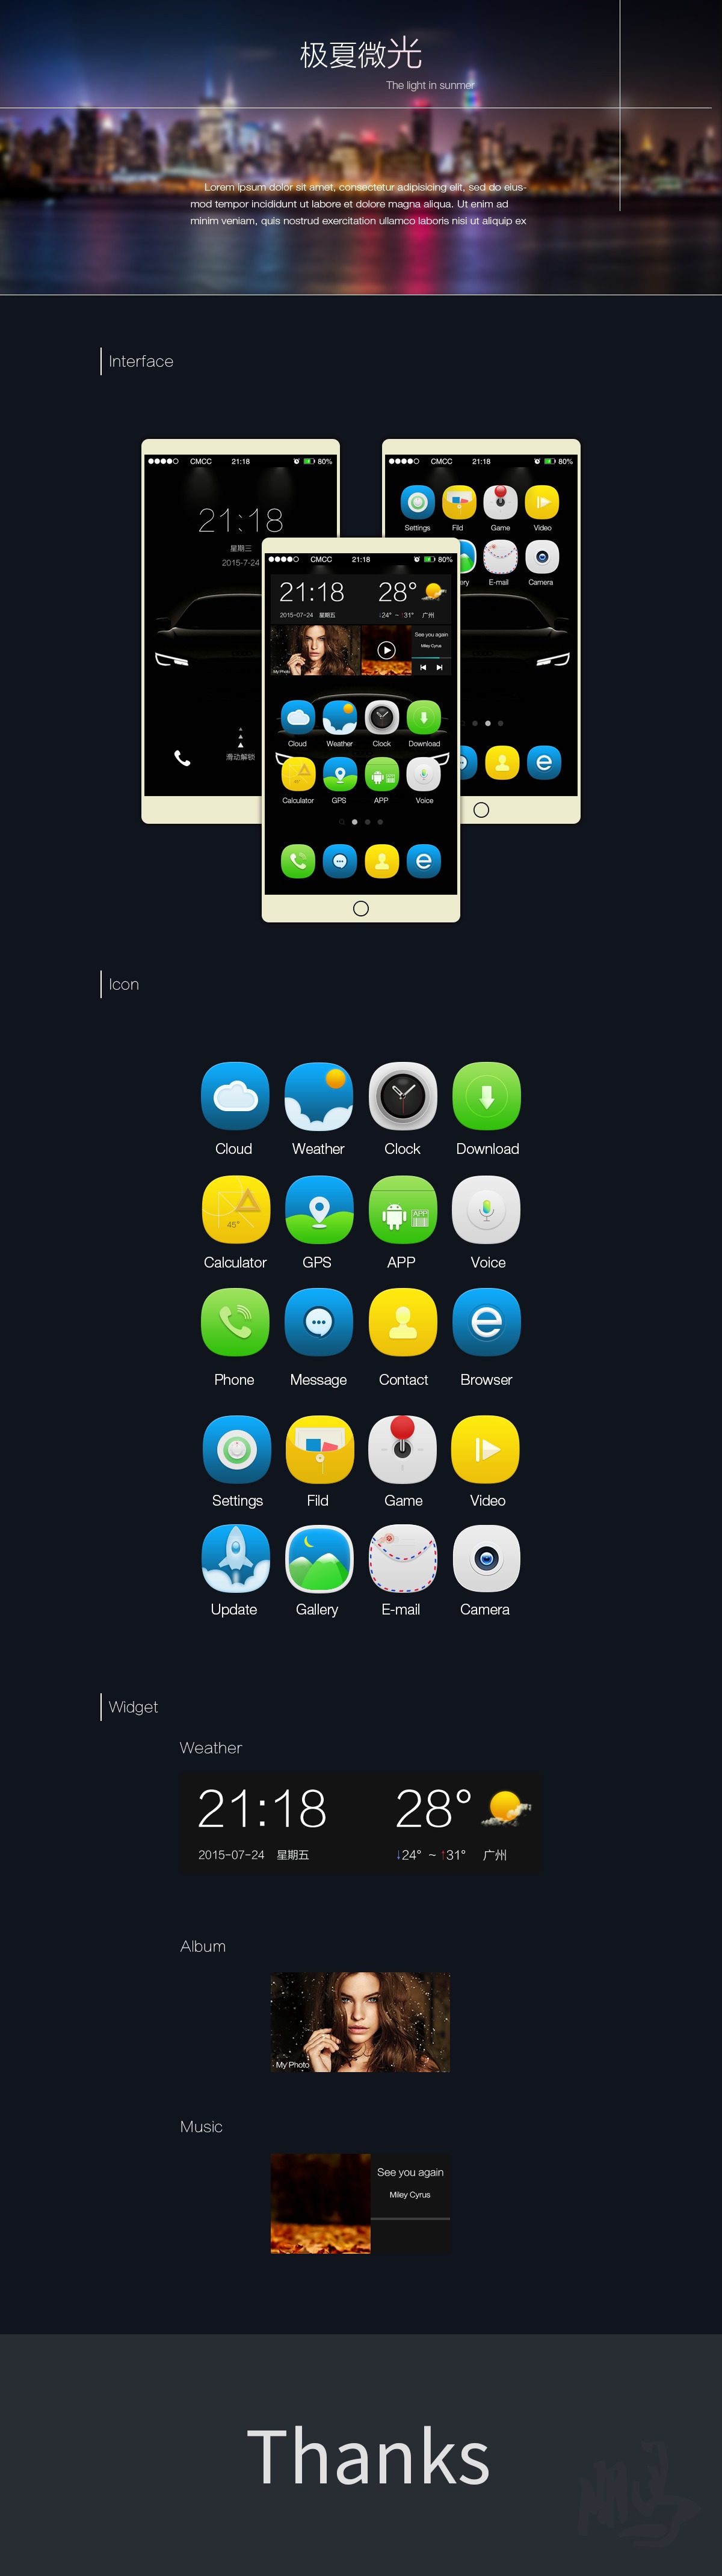 极夏微光
The light in sunmer
Lorem ipsum dolor sit amet, consectetur adipisicing elit, sed do eius-
mod tempor incididunt ut labore et dolore magna aliqua. Ut enim ad
minim veniam, quis nostrud exercitation ullamco laboris nisi ut aliquip ex
Interface
CMCC 21:18 80%
21:18
星期三
2015-7-24
滑动解锁
CMCC 21:18 80%
Settings Fild Game Video
ery E-mail Camera
CMCC 21:18 80%
21:18 28°
2015-07-24 星期五 ↓24° ~ ↑31° 广州
My Photo
See you again
Miley Cyrus
Cloud Weather Clock Download
45°
APP
Calculator GPS APP Voice
Icon
Cloud Weather Clock Download
45°
APP
Calculator GPS APP Voice
Phone Message Contact Browser
Settings Fild Game Video
Update Gallery E-mail Camera
Widget
Weather
21:18 28°
2015-07-24 星期五 ↓24° ~ ↑31° 广州
Album
My Photo
Music
See you again
Miley Cyrus
Thanks